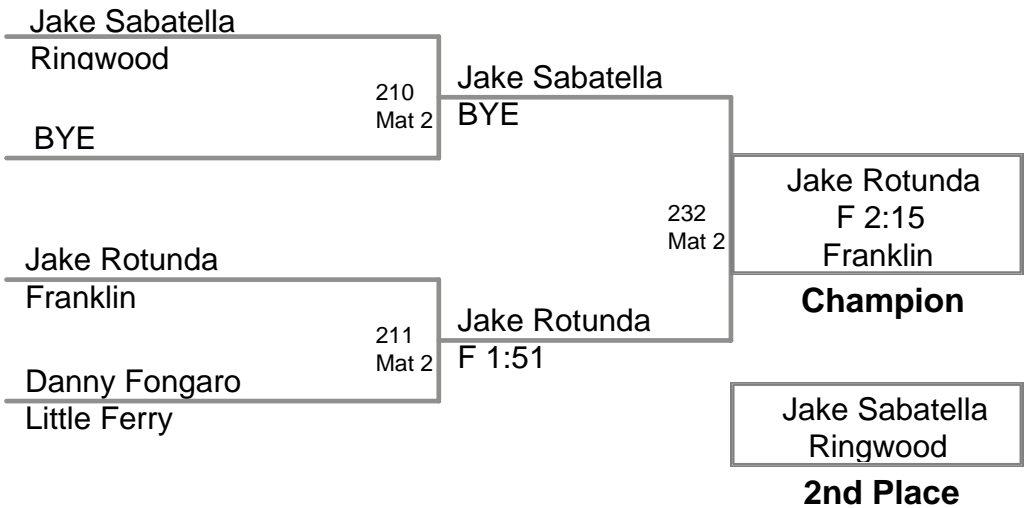 Jake Sabatella
Ringwood
BYE
210
Mat 2
Jake Sabatella
BYE
Jake Rotunda
Franklin
Danny Fongaro
Little Ferry
211
Mat 2
Jake Rotunda
F 1:51
232
Mat 2
Jake Rotunda
F 2:15
Franklin
Champion
Jake Sabatella
Ringwood
2nd Place